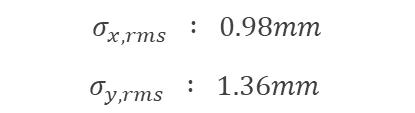 σx,rms : 0.98mm
σy,rms : 1.36mm